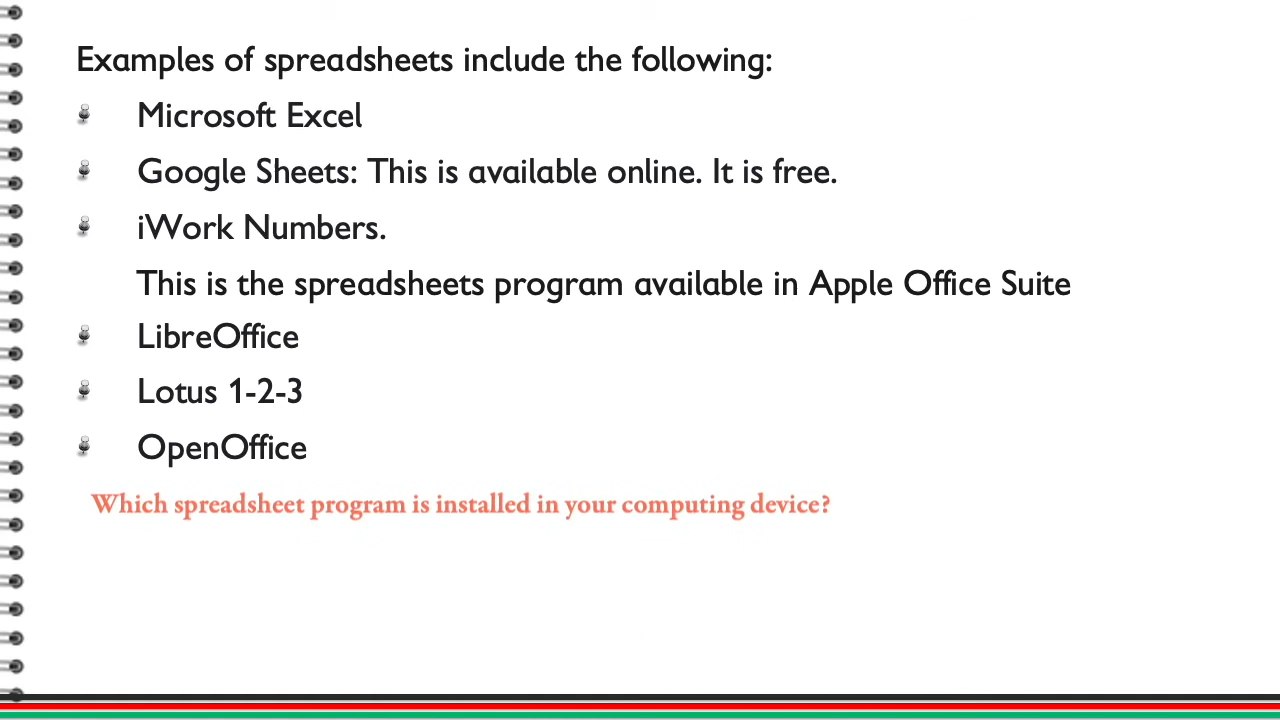 Examples of spreadsheets include the following:
Microsoft Excel
Google Sheets: This is available online. It is free.
iWork Numbers.
This is the spreadsheets program available in Apple Office Suite
LibreOffice
Lotus 1-2-3
OpenOffice
Which spreadsheet program is installed in your computing device?